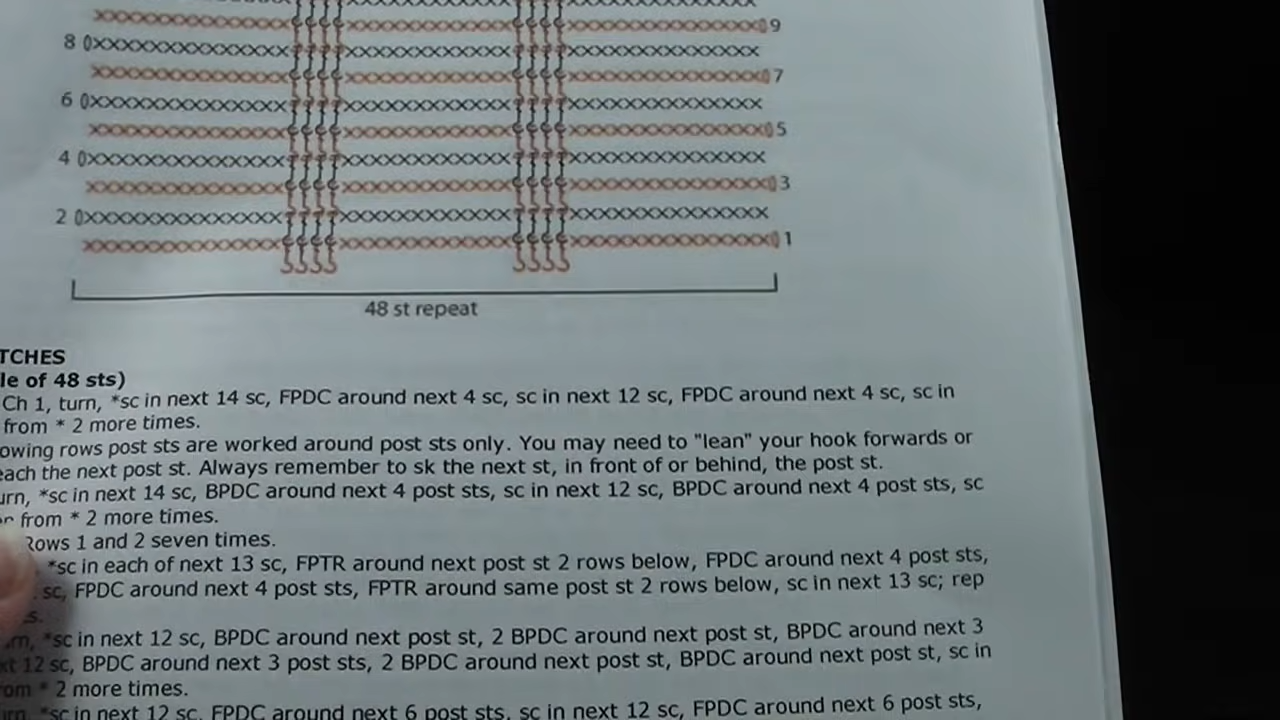 9
8
7
6
5
4
3
2
1
48 st repeat
TCHES
le of 48 sts)
Ch 1, turn, *sc in next 14 sc, FPDC around next 4 sc, sc in next 12 sc, FPDC around next 4 sc, sc in
from * 2 more times.
owing rows post sts are worked around post sts only. You may need to "lean" your hook forwards or
each the next post st. Always remember to sk the next st, in front of or behind, the post st.
urn, *sc in next 14 sc, BPDC around next 4 post sts, sc in next 12 sc, BPDC around next 4 post sts, sc
from * 2 more times.
Rows 1 and 2 seven times.
*sc in each of next 13 sc, FPTR around next post st 2 rows below, FPDC around next 4 post sts,
sc, FPDC around next 4 post sts, FPTR around same post st 2 rows below, sc in next 13 sc; rep
s.
rn, *sc in next 12 sc, BPDC around next post st, 2 BPDC around next post st, BPDC around next 3
xt 12 sc, BPDC around next 3 post sts, 2 BPDC around next post st, BPDC around next post st, sc in
om * 2 more times.
urn, *sc in next 12 sc, FPDC around next 6 post sts, sc in next 12 sc, FPDC around next 6 post sts,